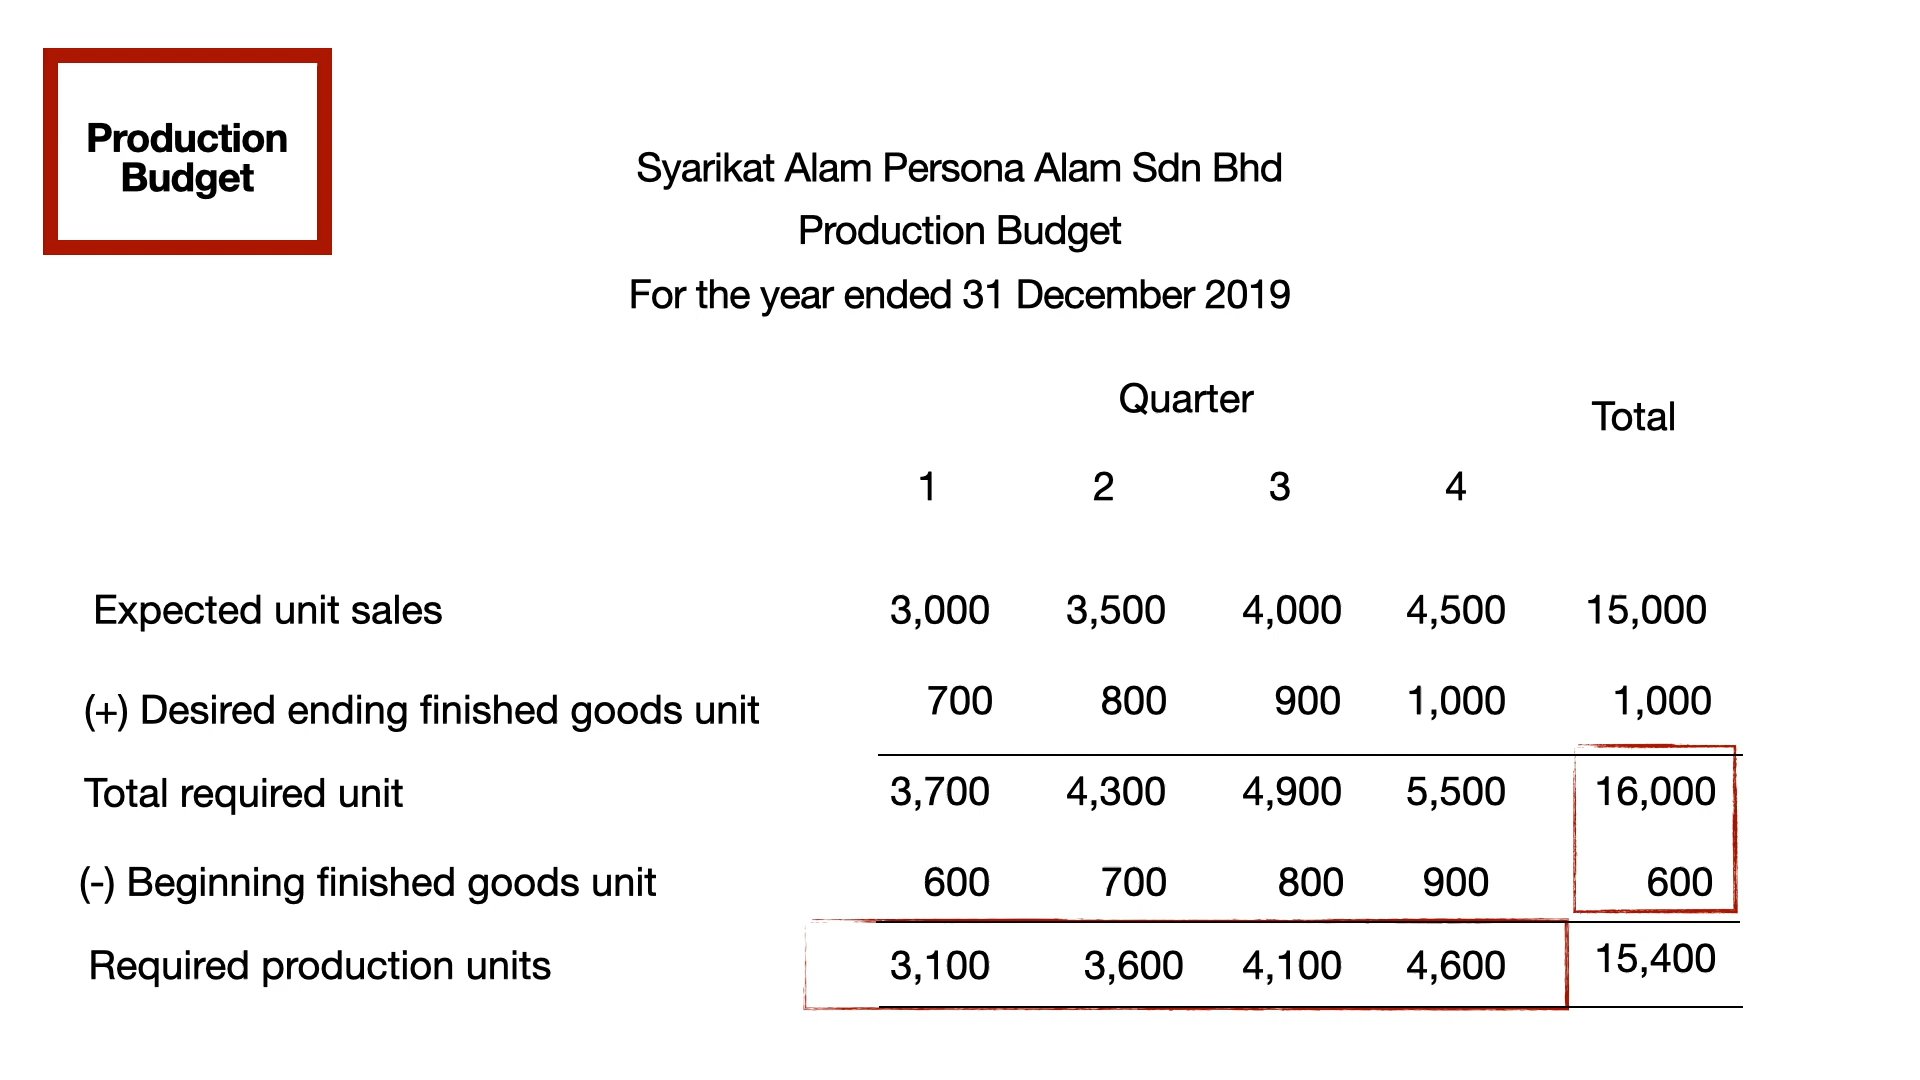 Production
Budget
Syarikat Alam Persona Alam Sdn Bhd
Production Budget
For the year ended 31 December 2019
Quarter
Total
1 2 3 4
Expected unit sales 3,000 3,500 4,000 4,500 15,000
(+) Desired ending finished goods unit 700 800 900 1,000 1,000
Total required unit 3,700 4,300 4,900 5,500 16,000
(-) Beginning finished goods unit 600 700 800 900 600
Required production units 3,100 3,600 4,100 4,600 15,400